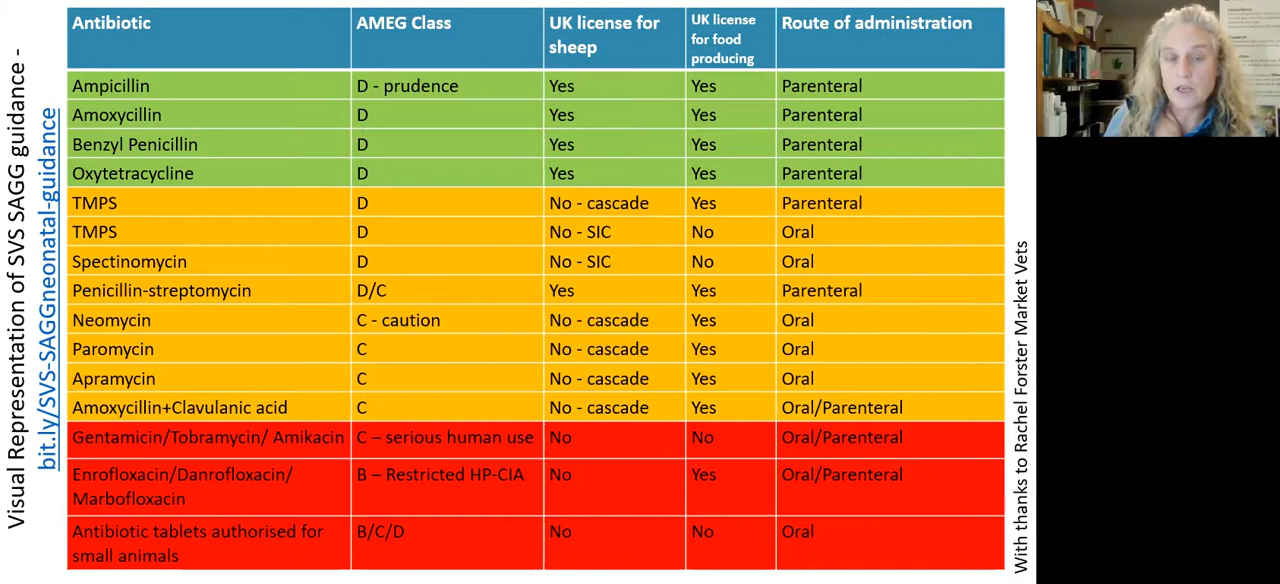 Visual Representation of SVS SAGG guidance -
bit.ly/SVS-SAGGneonatal-guidance
Antibiotic AMEG Class UK license for sheep UK license for food producing Route of administration
Ampicillin D - prudence Yes Yes Parenteral
Amoxycillin D Yes Yes Parenteral
Benzyl Penicillin D Yes Yes Parenteral
Oxytetracycline D Yes Yes Parenteral
TMPS D No - cascade Yes Parenteral
TMPS D No - SIC No Oral
Spectinomycin D No - SIC No Oral
Penicillin-streptomycin D/C Yes Yes Parenteral
Neomycin C - caution No - cascade Yes Oral
Paromycin C No - cascade Yes Oral
Apramycin C No - cascade Yes Oral
Amoxycillin+Clavulanic acid C No - cascade Yes Oral/Parenteral
Gentamicin/Tobramycin/ Amikacin C – serious human use No No Oral/Parenteral
Enrofloxacin/Danrofloxacin/ Marbofloxacin B – Restricted HP-CIA No Yes Oral/Parenteral
Antibiotic tablets authorised for small animals B/C/D No No Oral
With thanks to Rachel Forster Market Vets